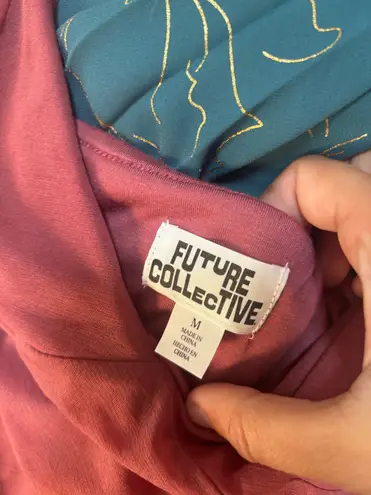 FUTURE
COLLECTIVE
M
MADE IN
CHINA
HECHO EN
CHINA